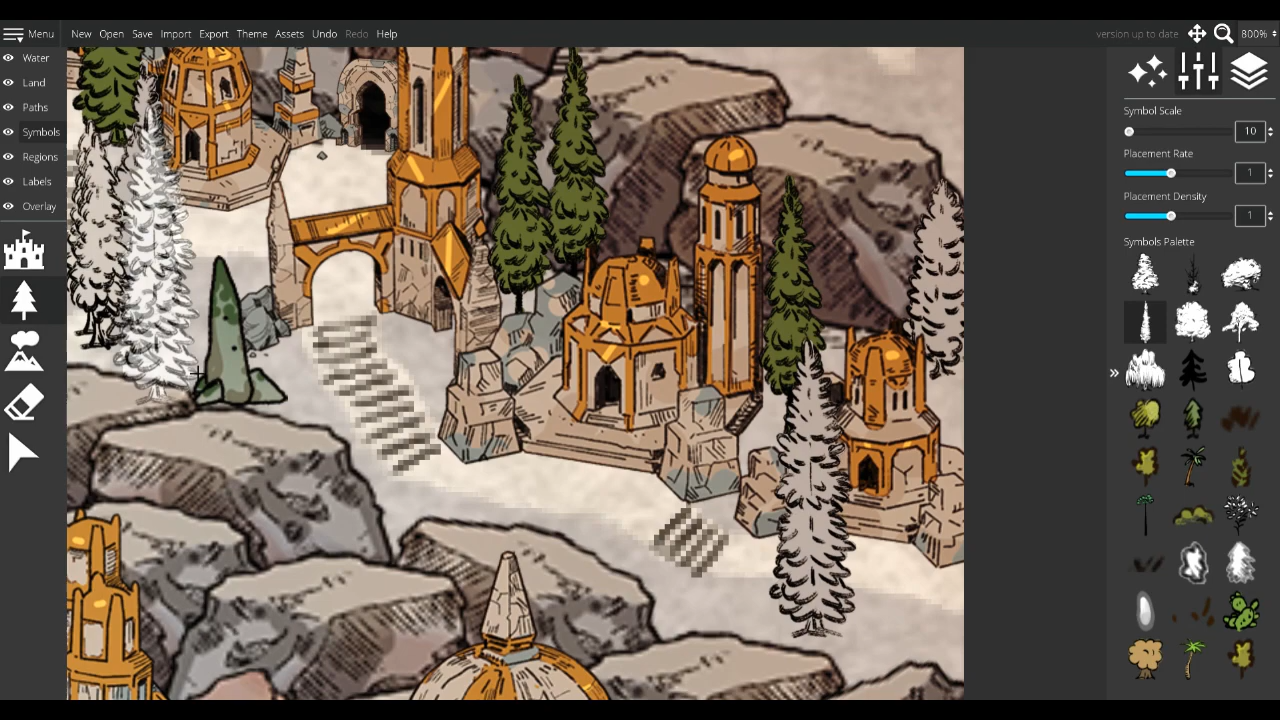 Menu New Open Save Import Export Theme Assets Undo Redo Help version up to date 800%
Water
Land
Paths
Symbols
Regions
Labels
Overlay
Symbol Scale
10
Placement Rate
1
Placement Density
1
Symbols Palette